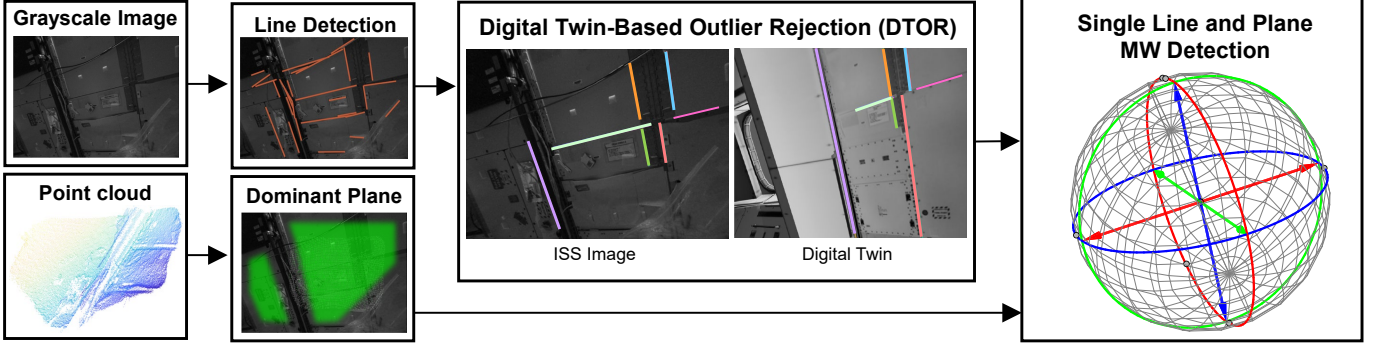 Grayscale Image
Line Detection
Digital Twin-Based Outlier Rejection (DTOR)
ISS Image
Digital Twin
Single Line and Plane
MW Detection
Point cloud
Dominant Plane